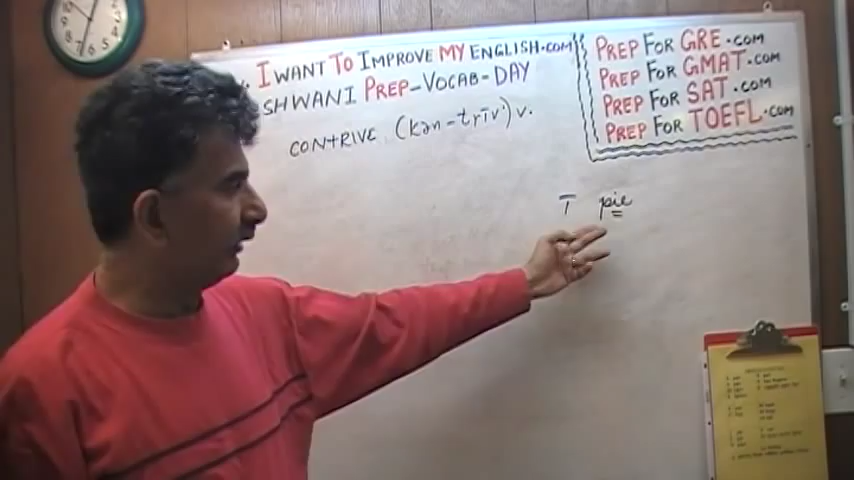 I WANT TO IMPROVE MY ENGLISH.COM
SHWANI PREP-VOCAB-DAY
CONTRIVE (kən-trīv') v.
PREP FOR GRE.COM
PREP FOR GMAT.COM
PREP FOR SAT.COM
PREP FOR TOEFL.COM
ī pie